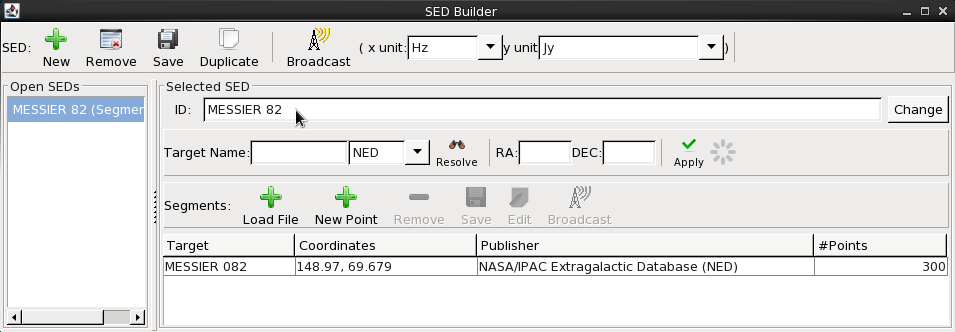 SED Builder
SED: New Remove Save Duplicate Broadcast ( x unit: Hz y unit Jy )
Open SEDs
MESSIER 82 (Segmer
Selected SED
ID: MESSIER 82 Change
Target Name: NED Resolve RA: DEC: Apply
Segments: Load File New Point Remove Save Edit Broadcast
Target Coordinates Publisher #Points
MESSIER 082 148.97, 69.679 NASA/IPAC Extragalactic Database (NED) 300